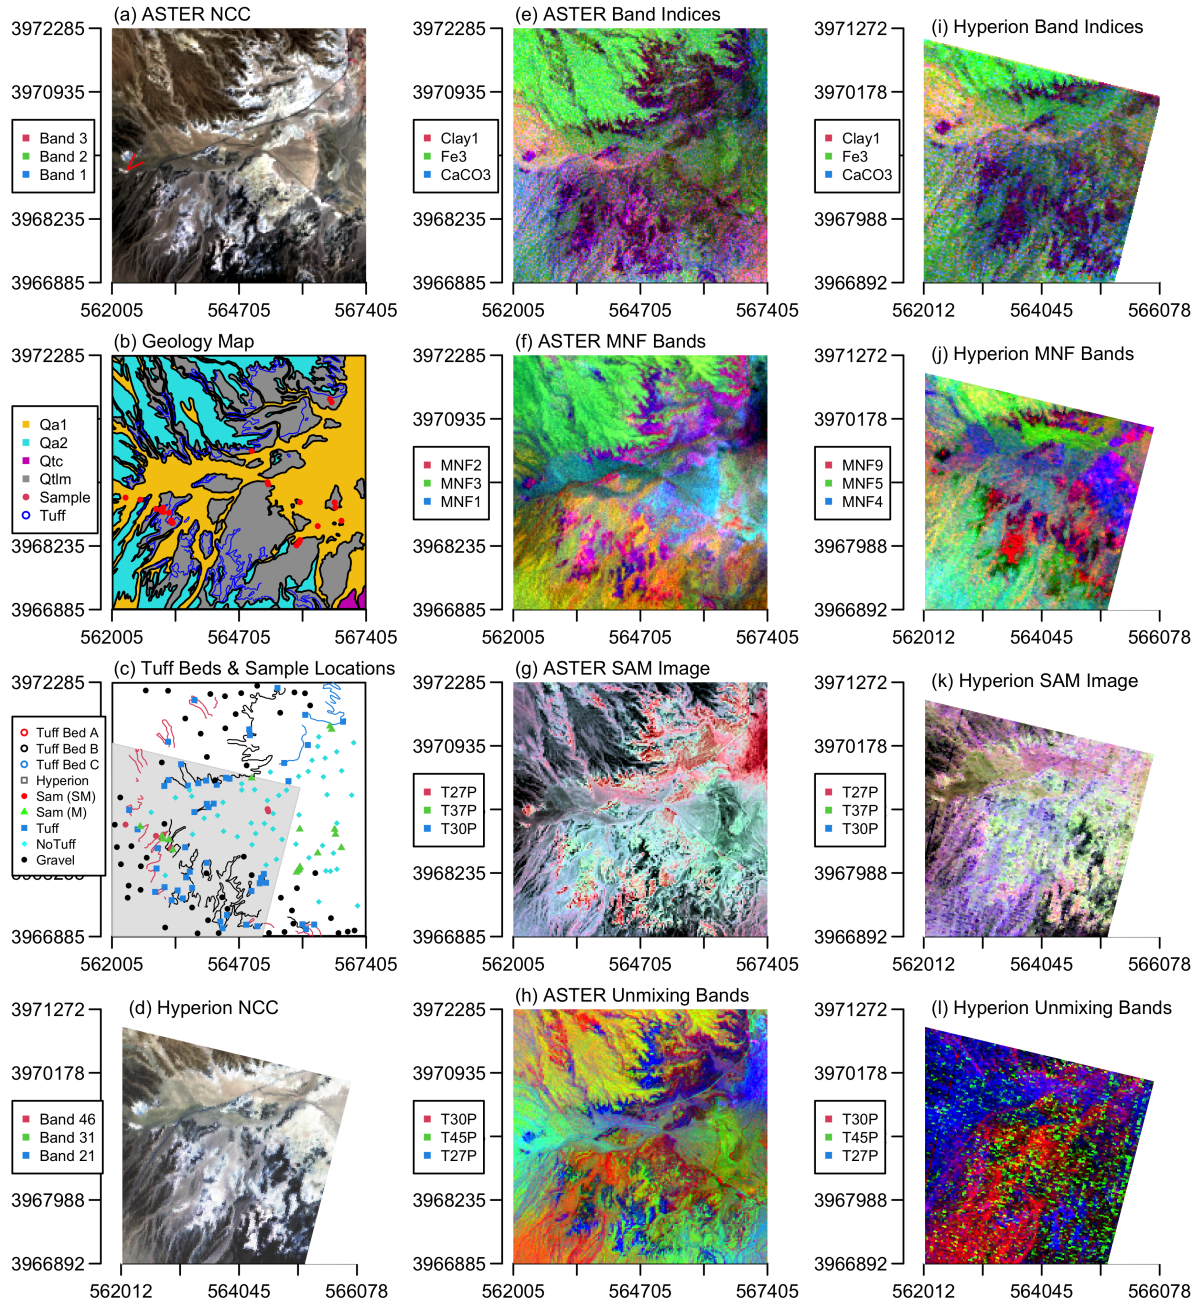 (a) ASTER NCC
3972285
3970935
3968235
3966885
Band 3
Band 2
Band 1
562005
564705
567405
(e) ASTER Band Indices
3972285
3970935
3968235
3966885
Clay1
Fe3
CaCO3
562005
564705
567405
(i) Hyperion Band Indices
3971272
3970178
3967988
3966892
Clay1
Fe3
CaCO3
562012
564045
566078
(b) Geology Map
3972285
3968235
3966885
Qa1
Qa2
Qtc
Qtlm
Sample
Tuff
562005
564705
567405
(f) ASTER MNF Bands
3972285
3970935
3968235
3966885
MNF2
MNF3
MNF1
562005
564705
567405
(j) Hyperion MNF Bands
3971272
3970178
3967988
3966892
MNF9
MNF5
MNF4
562012
564045
566078
(c) Tuff Beds & Sample Locations
3972285
3966885
Tuff Bed A
Tuff Bed B
Tuff Bed C
Hyperion
Sam (SM)
Sam (M)
Tuff
NoTuff
Gravel
562005
564705
567405
(g) ASTER SAM Image
3972285
3970935
3968235
3966885
T27P
T37P
T30P
562005
564705
567405
(k) Hyperion SAM Image
3971272
3970178
3967988
3966892
T27P
T37P
T30P
562012
564045
566078
(d) Hyperion NCC
3971272
3970178
3967988
3966892
Band 46
Band 31
Band 21
562012
564045
566078
(h) ASTER Unmixing Bands
3972285
3970935
3968235
3966885
T30P
T45P
T27P
562005
564705
567405
(l) Hyperion Unmixing Bands
3971272
3970178
3967988
3966892
T30P
T45P
T27P
562012
564045
566078